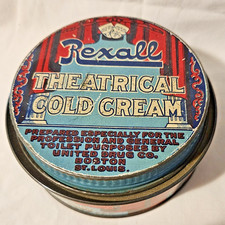 Rexall
THEATRICAL
COLD CREAM
PREPARED ESPECIALLY FOR THE
PROFESSION AND GENERAL
TOILET PURPOSES BY
UNITED DRUG CO.
BOSTON
ST. LOUIS.